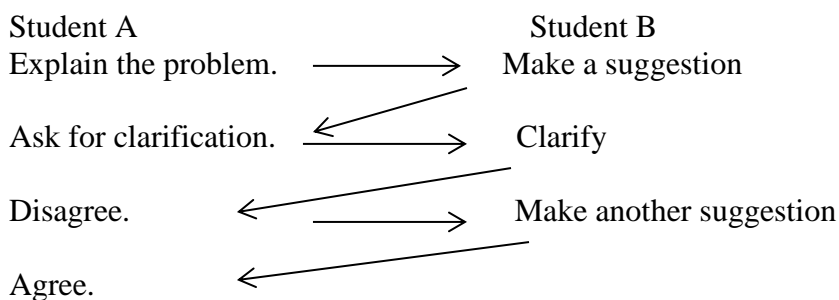 Student A Student B
Explain the problem. Make a suggestion
Ask for clarification. Clarify
Disagree. Make another suggestion
Agree.